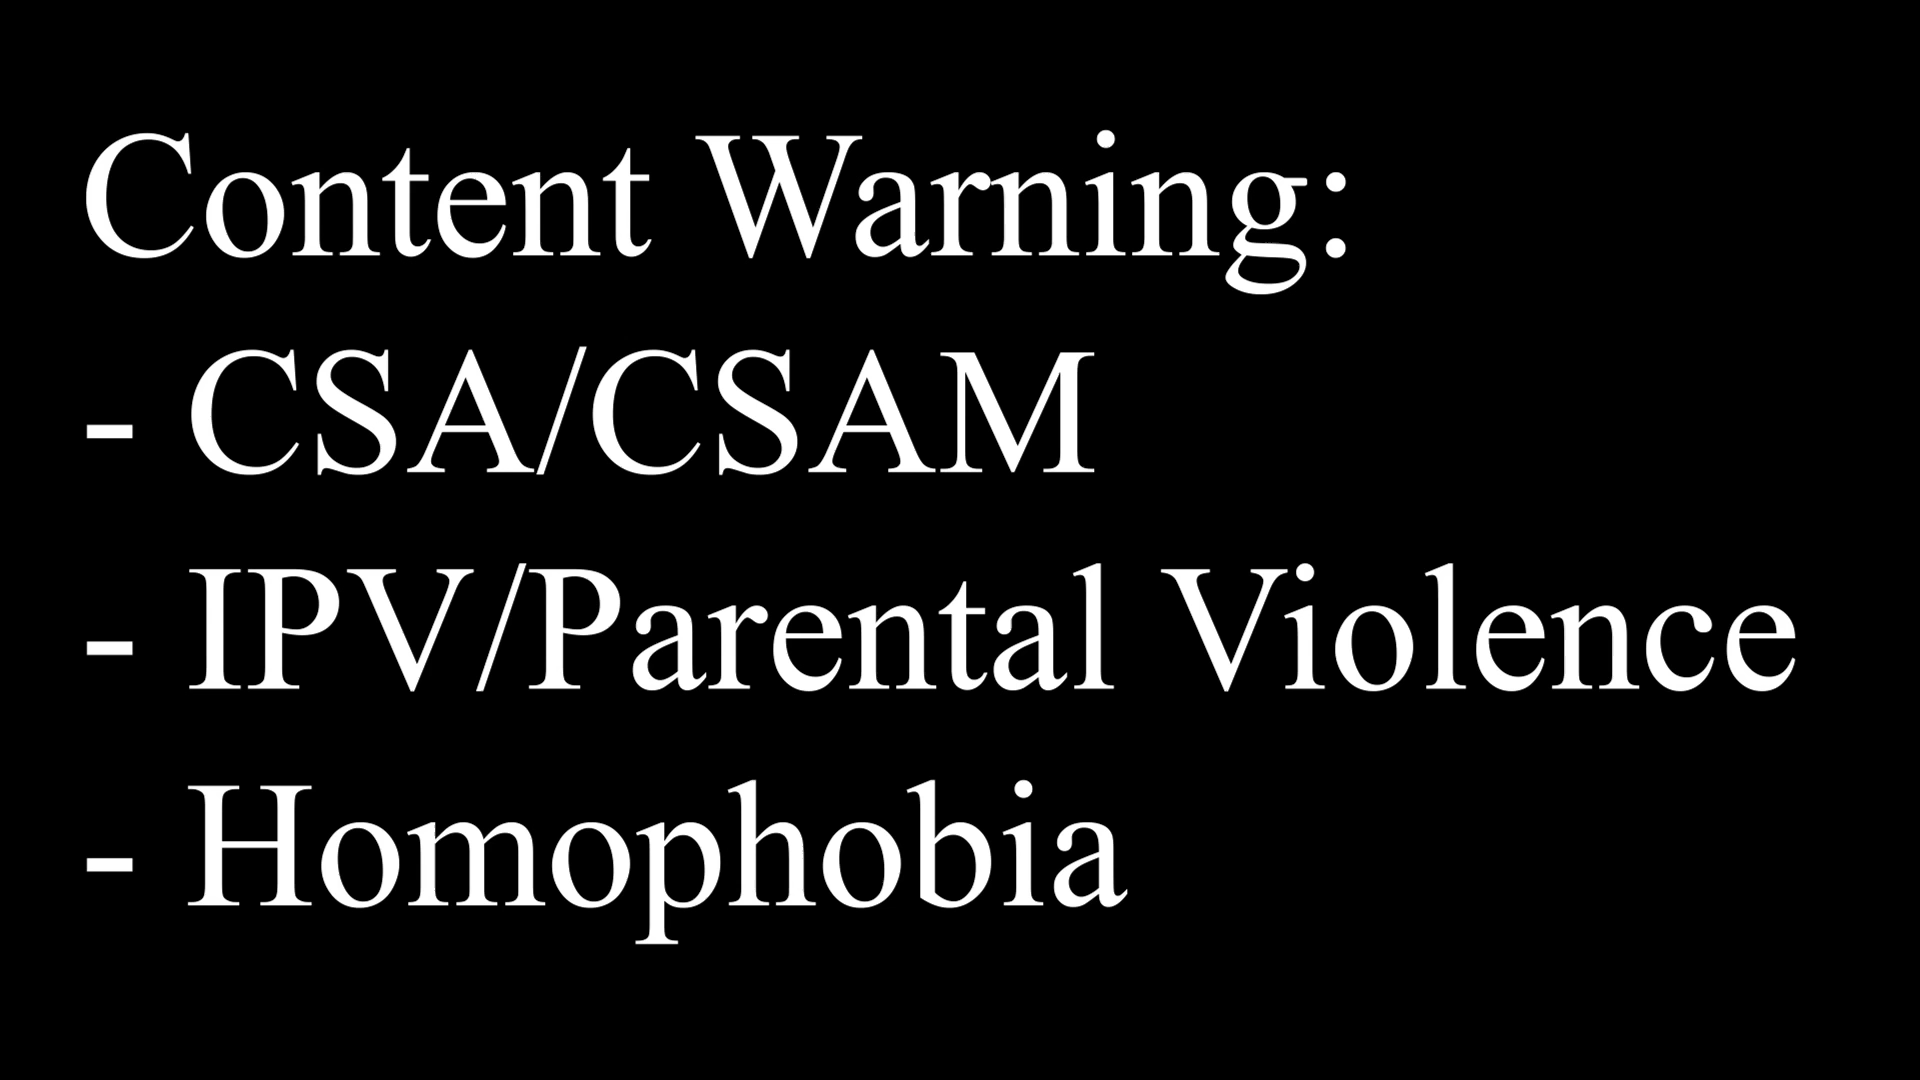 Content Warning:
- CSA/CSAM
- IPV/Parental Violence
- Homophobia